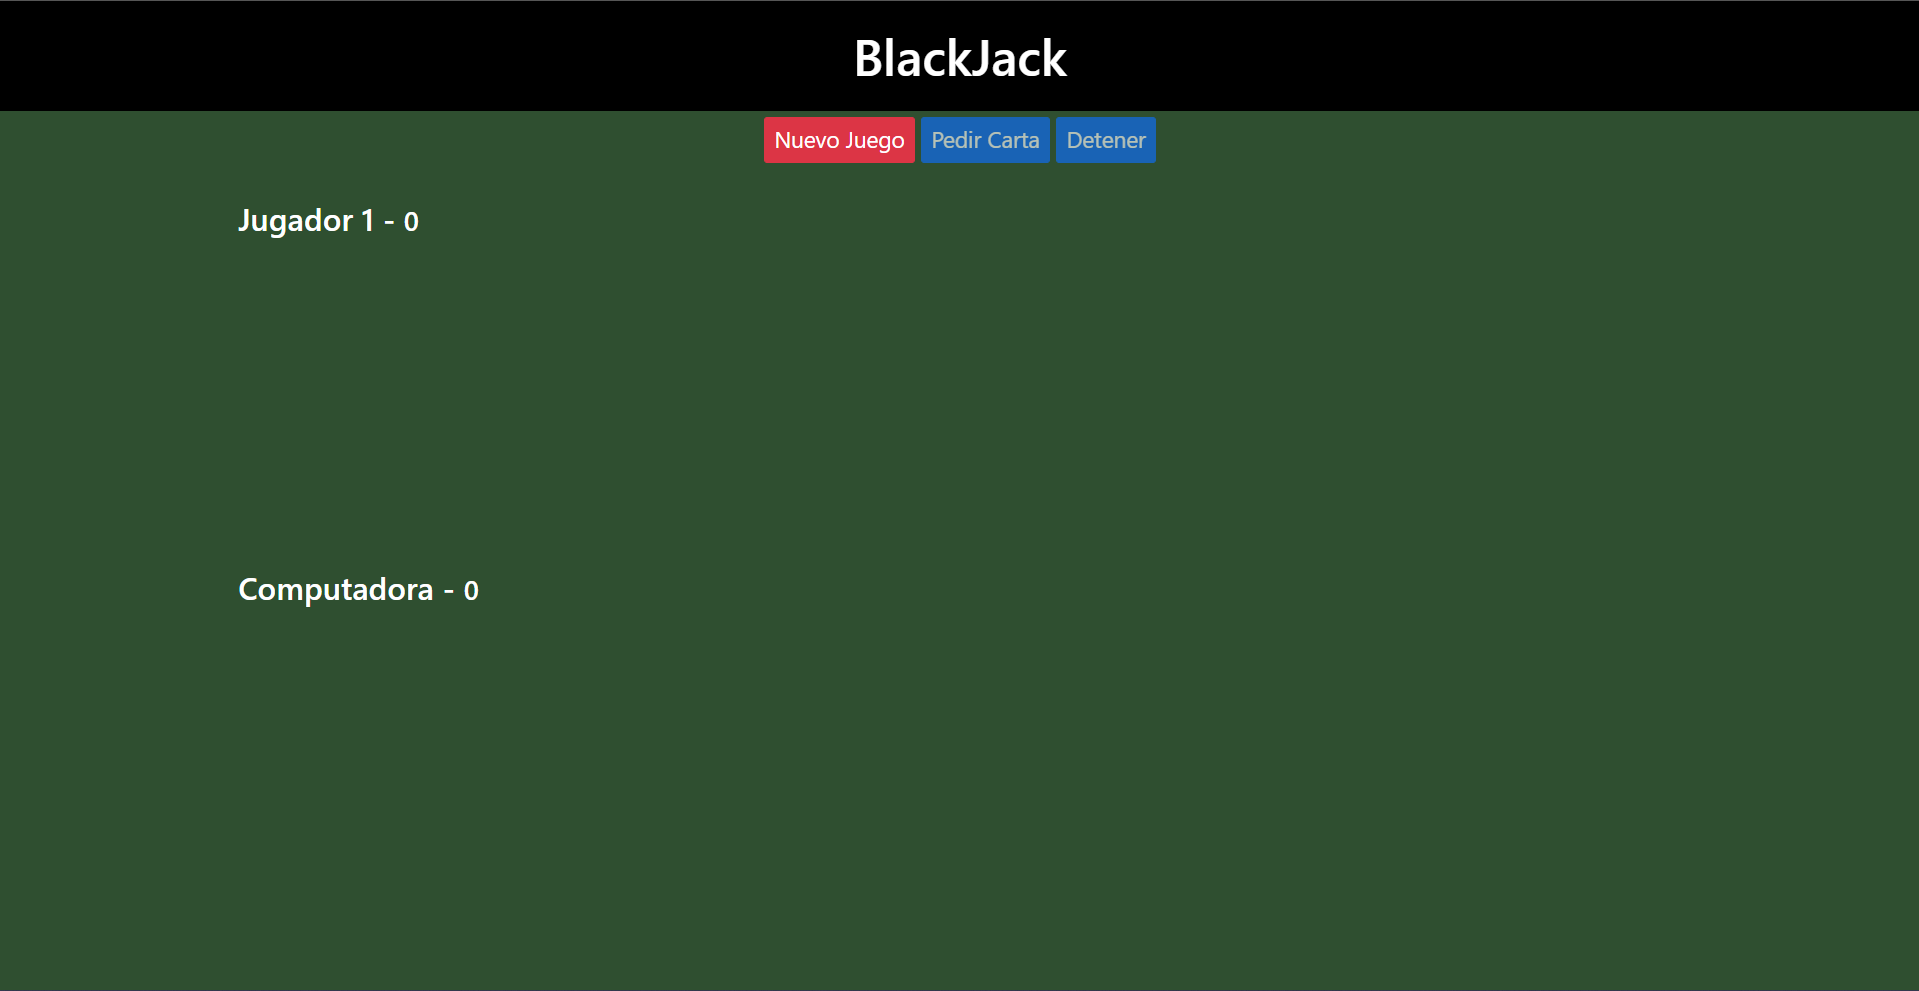 BlackJack
Nuevo Juego Pedir Carta Detener
Jugador 1 - 0
Computadora - 0